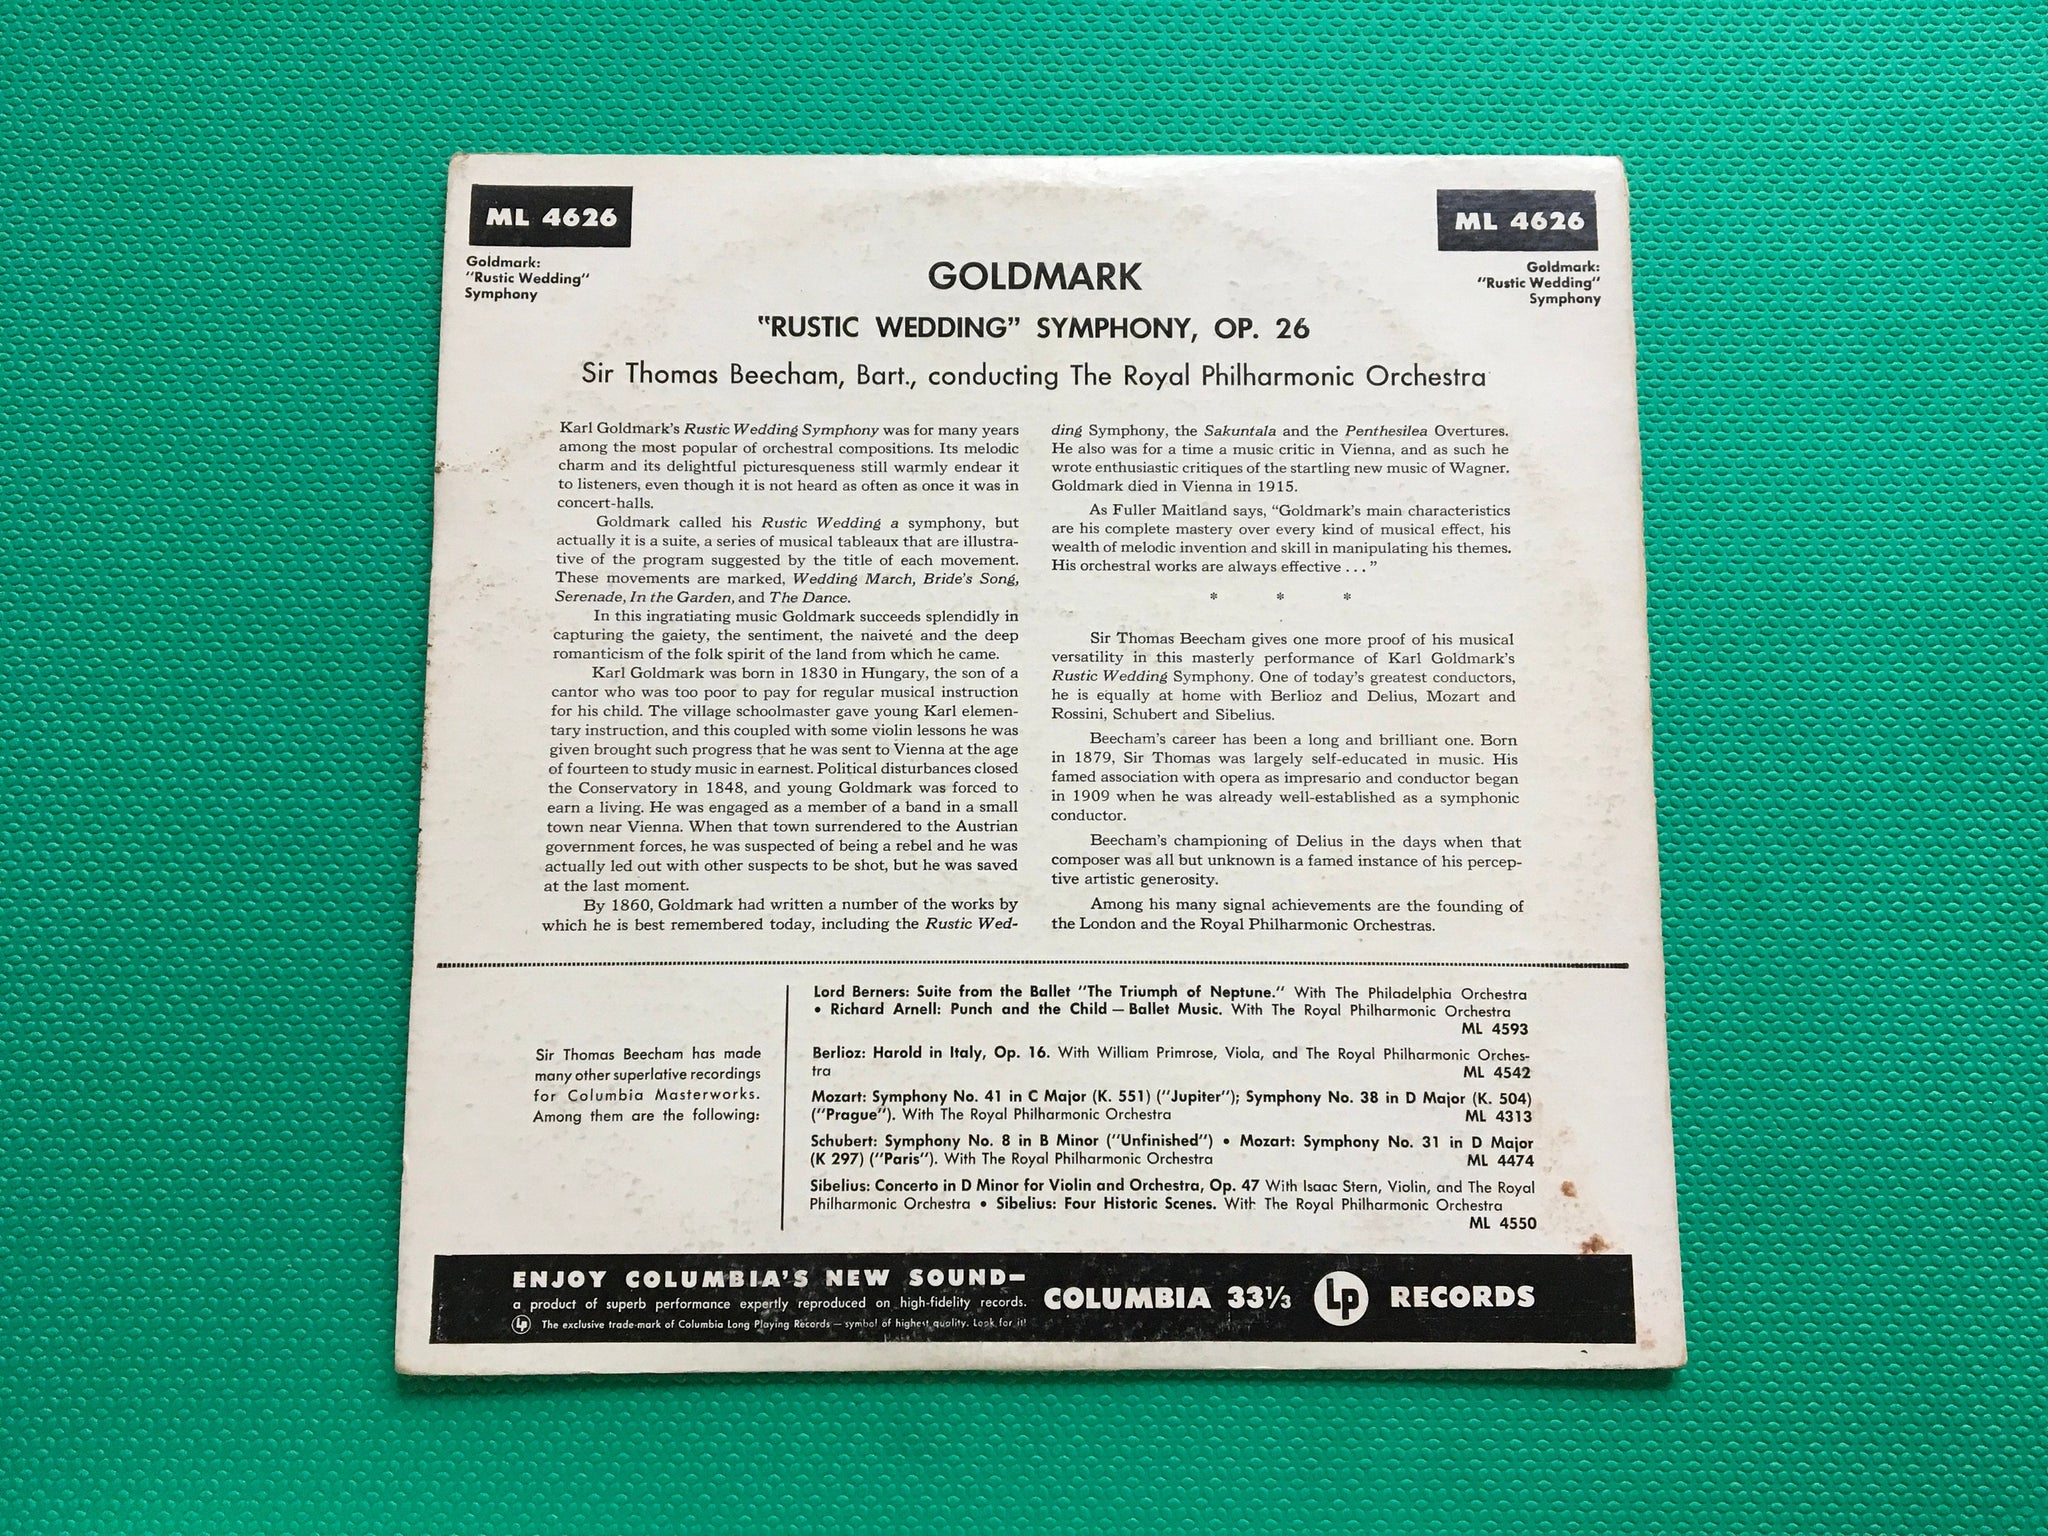 ML 4626
Goldmark:
"Rustic Wedding"
Symphony
ML 4626
Goldmark:
"Rustic Wedding"
Symphony
GOLDMARK
"RUSTIC WEDDING" SYMPHONY, OP. 26
Sir Thomas Beecham, Bart., conducting The Royal Philharmonic Orchestra
Karl Goldmark's Rustic Wedding Symphony was for many years
among the most popular of orchestral compositions. Its melodic
charm and its delightful picturesqueness still warmly endear it
to listeners, even though it is not heard as often as once it was in
concert-halls.
Goldmark called his Rustic Wedding a symphony, but
actually it is a suite, a series of musical tableaux that are illustra-
tive of the program suggested by the title of each movement.
These movements are marked, Wedding March, Bride's Song,
Serenade, In the Garden, and The Dance.
In this ingratiating music Goldmark succeeds splendidly in
capturing the gaiety, the sentiment, the naiveté and the deep
romanticism of the folk spirit of the land from which he came.
Karl Goldmark was born in 1830 in Hungary, the son of a
cantor who was too poor to pay for regular musical instruction
for his child. The village schoolmaster gave young Karl elemen-
tary instruction, and this coupled with some violin lessons he was
given brought such progress that he was sent to Vienna at the age
of fourteen to study music in earnest. Political disturbances closed
the Conservatory in 1848, and young Goldmark was forced to
earn a living. He was engaged as a member of a band in a small
town near Vienna. When that town surrendered to the Austrian
government forces, he was suspected of being a rebel and he was
actually led out with other suspects to be shot, but he was saved
at the last moment.
By 1860, Goldmark had written a number of the works by
which he is best remembered today, including the Rustic Wed-
ding Symphony, the Sakuntala and the Penthesilea Overtures.
He also was for a time a music critic in Vienna, and as such he
wrote enthusiastic critiques of the startling new music of Wagner.
Goldmark died in Vienna in 1915.
As Fuller Maitland says, "Goldmark's main characteristics
are his complete mastery over every kind of musical effect, his
wealth of melodic invention and skill in manipulating his themes.
His orchestral works are always effective . . ."
* * *
Sir Thomas Beecham gives one more proof of his musical
versatility in this masterly performance of Karl Goldmark's
Rustic Wedding Symphony. One of today's greatest conductors,
he is equally at home with Berlioz and Delius, Mozart and
Rossini, Schubert and Sibelius.
Beecham's career has been a long and brilliant one. Born
in 1879, Sir Thomas was largely self-educated in music. His
famed association with opera as impresario and conductor began
in 1909 when he was already well-established as a symphonic
conductor.
Beecham's championing of Delius in the days when that
composer was all but unknown is a famed instance of his percep-
tive artistic generosity.
Among his many signal achievements are the founding of
the London and the Royal Philharmonic Orchestras.
Sir Thomas Beecham has made
many other superlative recordings
for Columbia Masterworks.
Among them are the following:
Lord Berners: Suite from the Ballet "The Triumph of Neptune." With The Philadelphia Orchestra
• Richard Arnell: Punch and the Child — Ballet Music. With The Royal Philharmonic Orchestra
ML 4593
Berlioz: Harold in Italy, Op. 16. With William Primrose, Viola, and The Royal Philharmonic Orches-
tra ML 4542
Mozart: Symphony No. 41 in C Major (K. 551) ("Jupiter"); Symphony No. 38 in D Major (K. 504)
("Prague"). With The Royal Philharmonic Orchestra ML 4313
Schubert: Symphony No. 8 in B Minor ("Unfinished") • Mozart: Symphony No. 31 in D Major
(K 297) ("Paris"). With The Royal Philharmonic Orchestra ML 4474
Sibelius: Concerto in D Minor for Violin and Orchestra, Op. 47 With Isaac Stern, Violin, and The Royal
Philharmonic Orchestra • Sibelius: Four Historic Scenes. With The Royal Philharmonic Orchestra
ML 4550
ENJOY COLUMBIA'S NEW SOUND—
a product of superb performance expertly reproduced on high-fidelity records.
LP The exclusive trade-mark of Columbia Long Playing Records — symbol of highest quality. Look for it!
COLUMBIA 33⅓ LP RECORDS